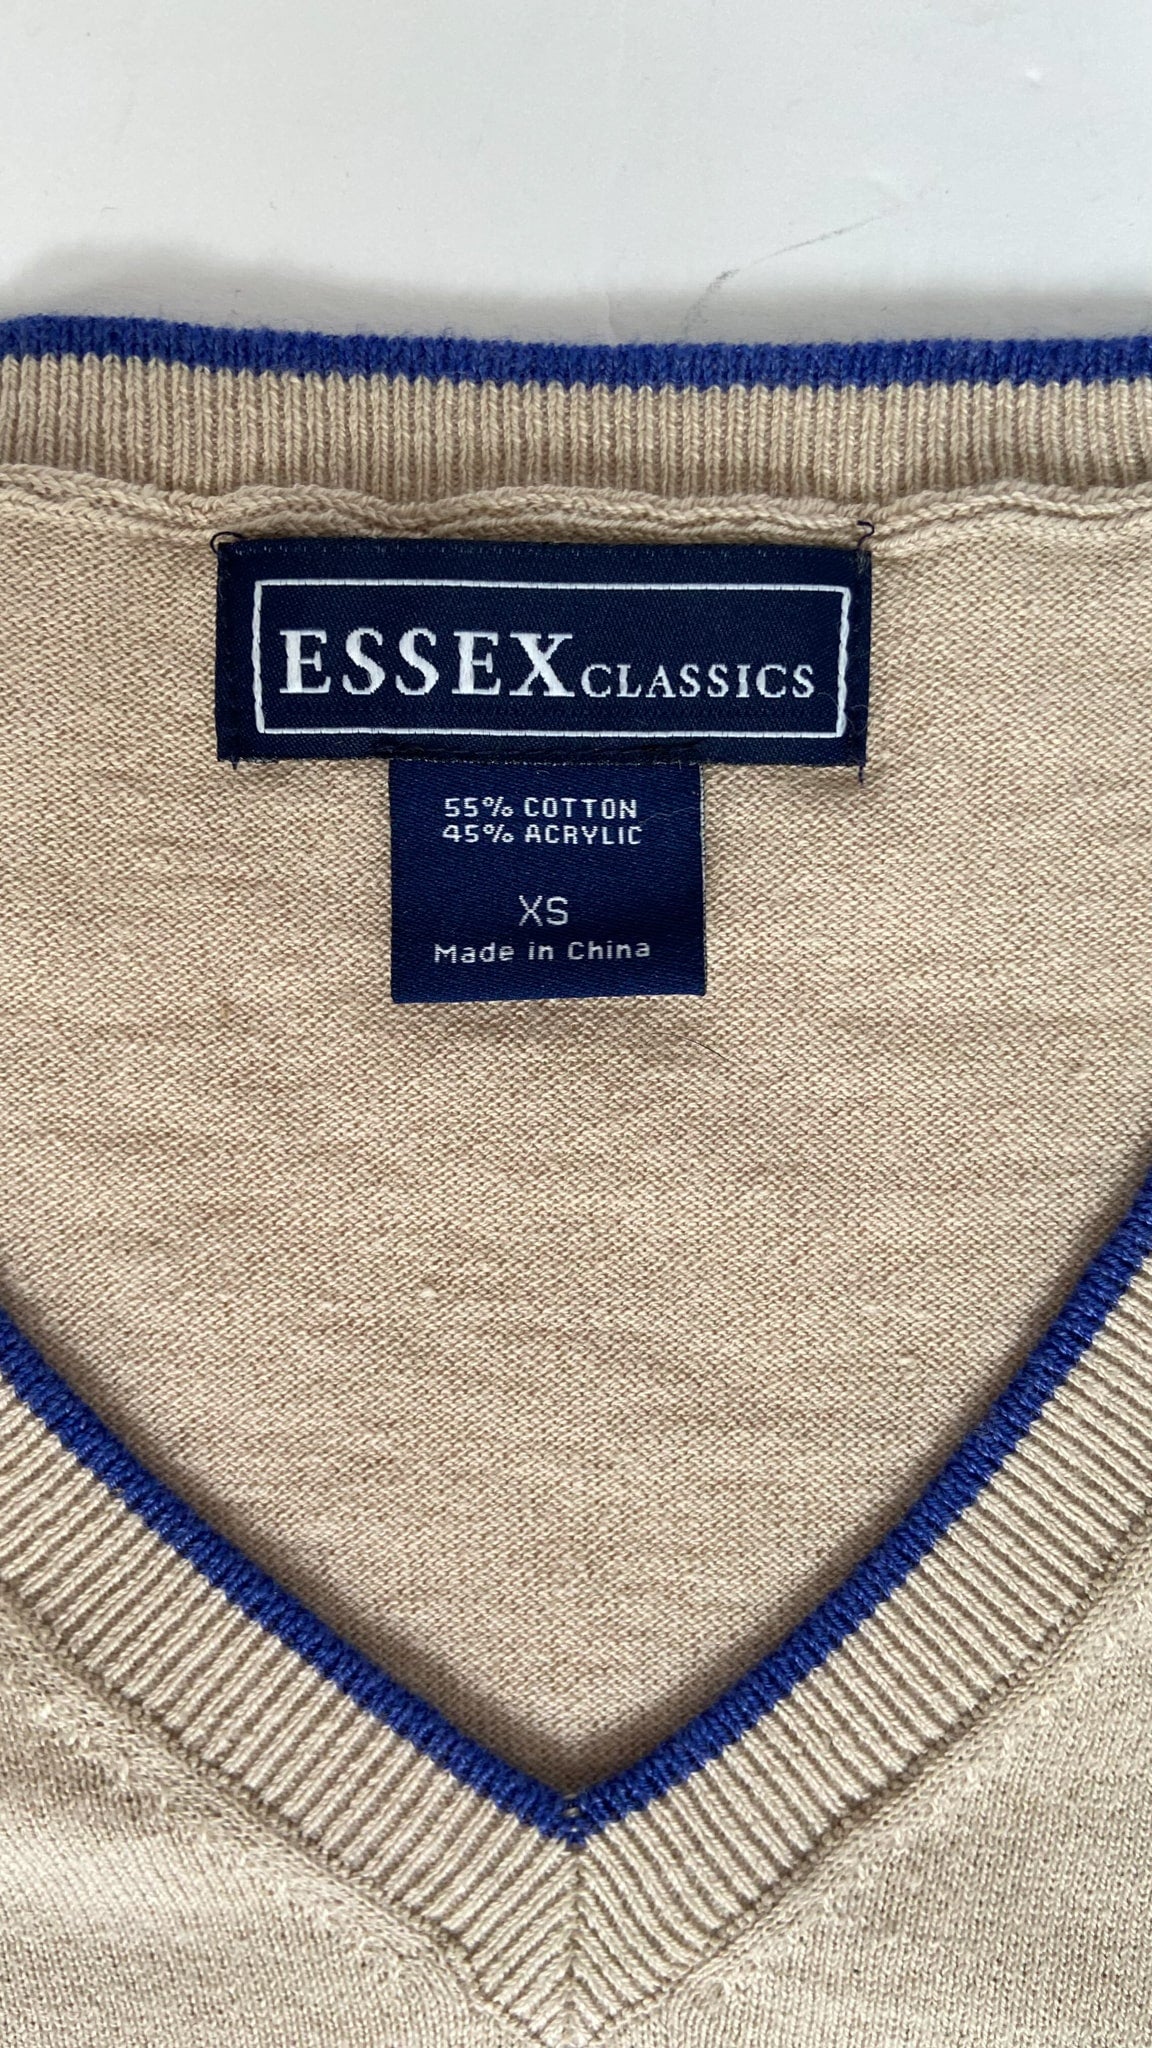 ESSEX CLASSICS
55% COTTON
45% ACRYLIC
XS
Made in China